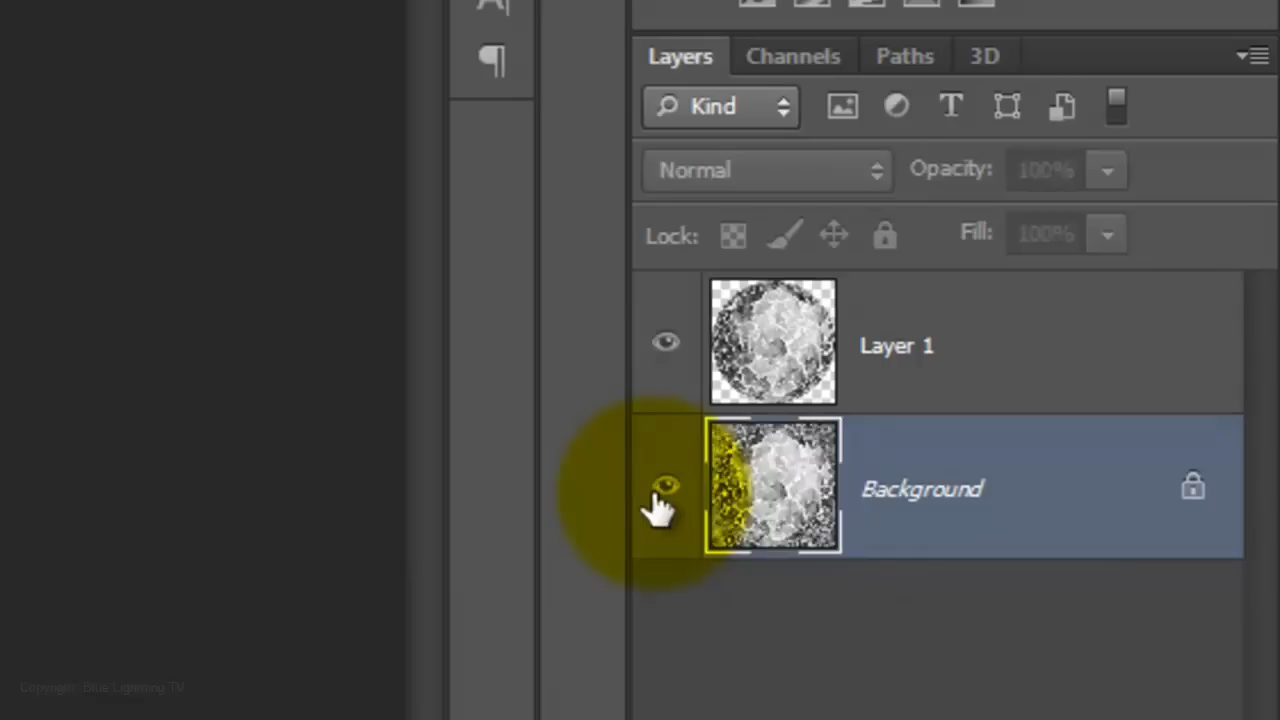 Layers Channels Paths 3D
Kind
Normal Opacity: 100%
Lock: Fill: 100%
Layer 1
Background
Copyright Blue Lightning TV